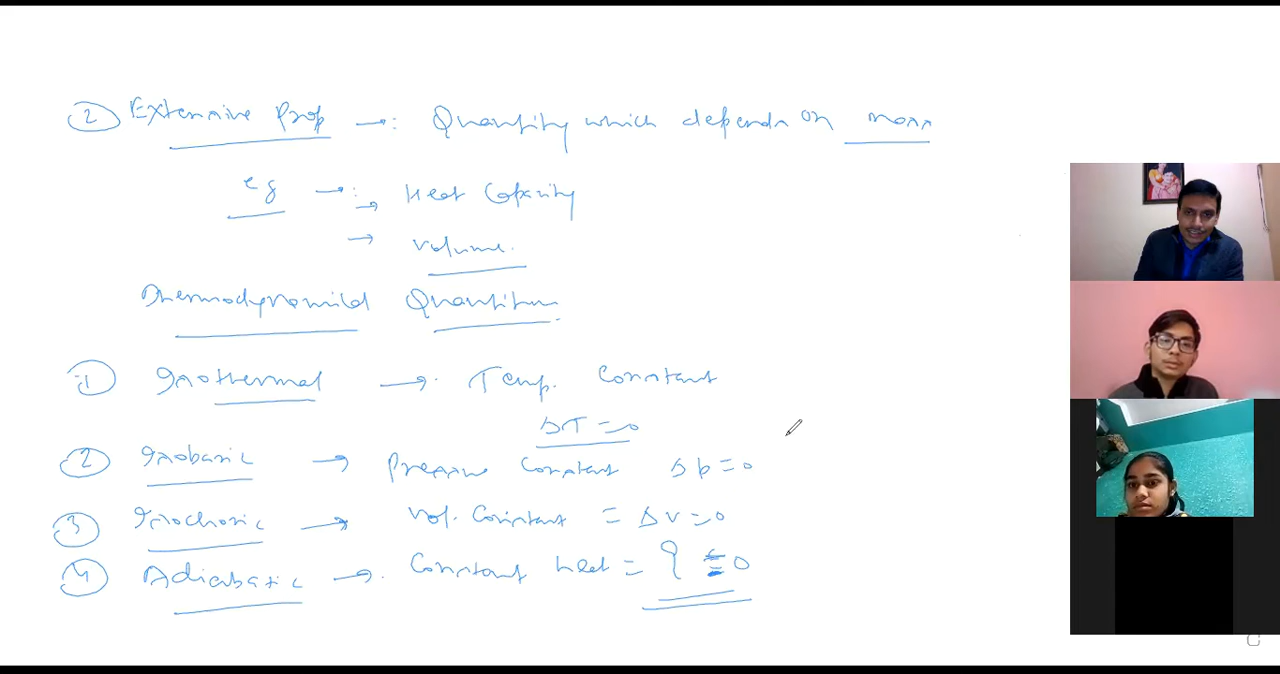 ② Extensive Prop → : Quantity which depends on mass
eg → : → Heat Capacity
→ Volume.
Thermodynamical Quantities
① Isothermal → Temp. Constant
ΔT = 0
② Isobaric → Pressure Constant Δp = 0
③ Isochoric → Vol. Constant = ΔV = 0
④ Adiabatic → Constant heat = q = 0